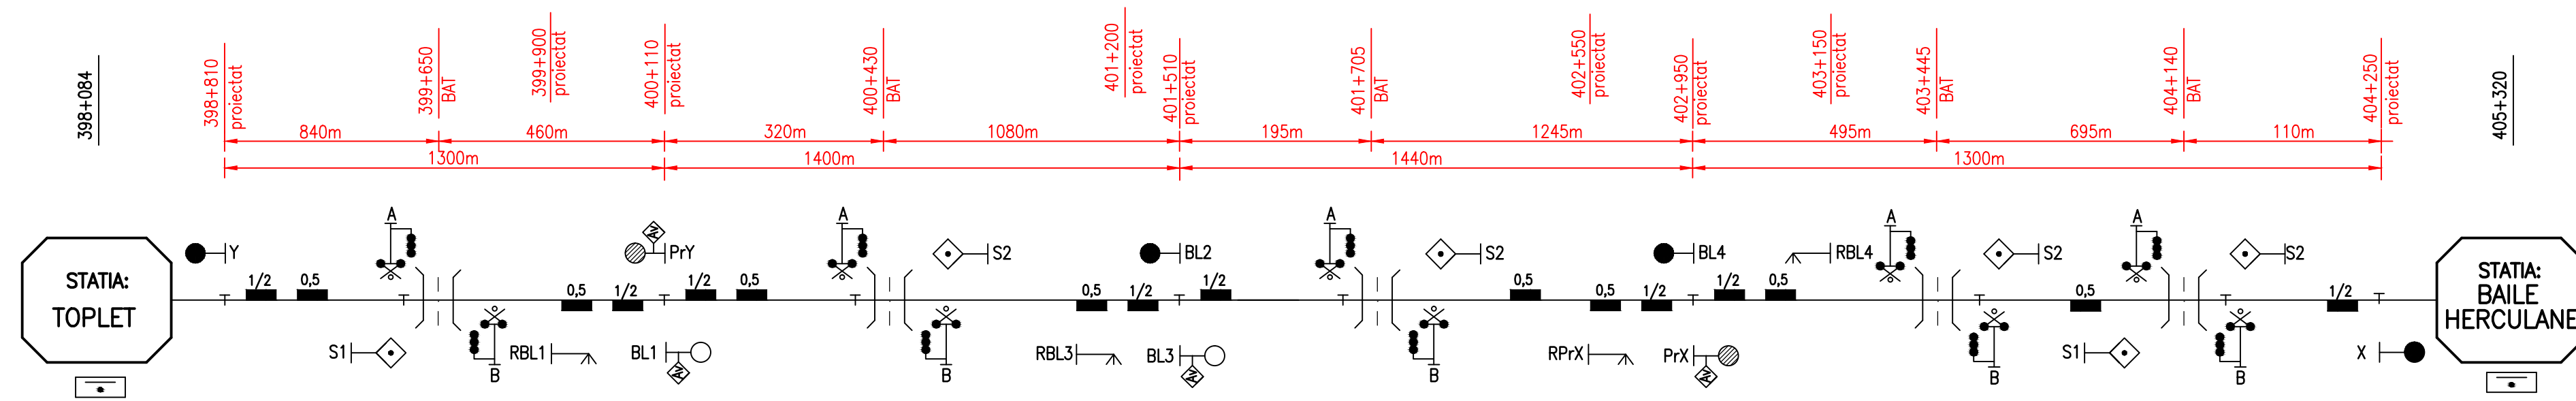 398+084
398+810
proiectat
399+650
BAT
399+900
proiectat
400+110
proiectat
400+430
BAT
401+200
proiectat
401+510
proiectat
401+705
BAT
402+550
proiectat
402+950
proiectat
403+150
proiectat
403+445
BAT
404+140
BAT
404+250
proiectat
405+320
840m
460m
320m
1080m
195m
1245m
495m
695m
110m
1300m
1400m
1440m
1300m
A
A
A
A
A
Y
AV
PrY
S2
BL2
S2
BL4
RBL4
S2
S2
STATIA:
TOPLET
1/2
0,5
0,5
1/2
1/2
0,5
0,5
1/2
1/2
0,5
0,5
1/2
1/2
0,5
0,5
1/2
STATIA:
BAILE
HERCULANE
S1
B
RBL1
BL1
AV
B
RBL3
BL3
AV
B
RPrX
PrX
AV
B
S1
B
X